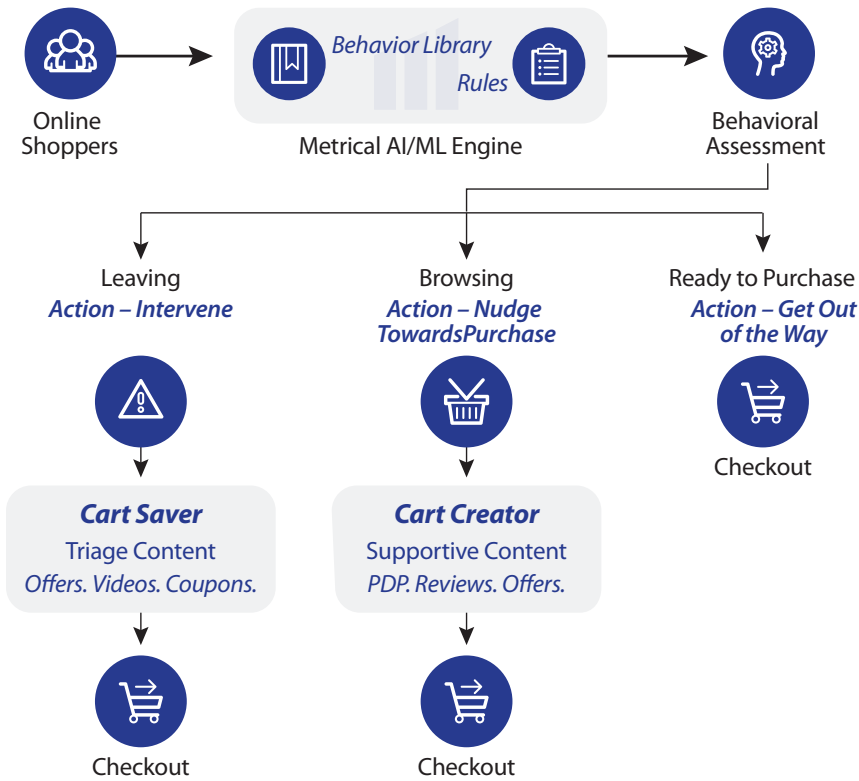 Behavior Library
Rules
Online
Shoppers
Metrical AI/ML Engine
Behavioral
Assessment
Leaving
Action – Intervene
Browsing
Action – Nudge
TowardsPurchase
Ready to Purchase
Action – Get Out
of the Way
Checkout
Cart Saver
Triage Content
Offers. Videos. Coupons.
Cart Creator
Supportive Content
PDP. Reviews. Offers.
Checkout
Checkout